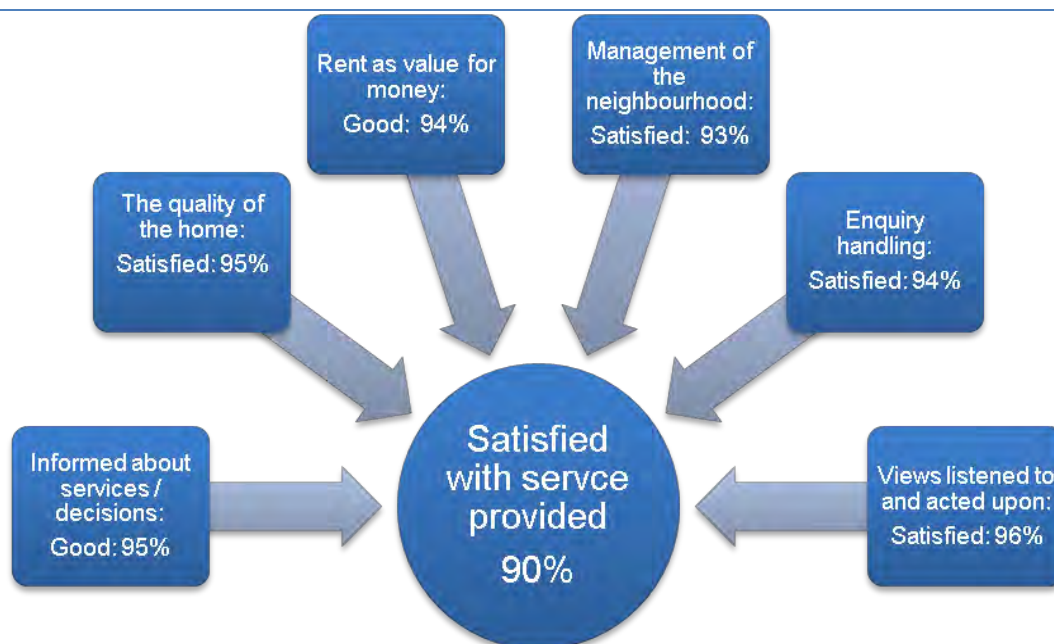 Rent as value for
money:
Good: 94%
Management of
the
neighbourhood:
Satisfied: 93%
The quality of
the home:
Satisfied: 95%
Enquiry
handling:
Satisfied: 94%
Informed about
services /
decisions:
Good: 95%
Satisfied
with servce
provided
90%
Views listened to
and acted upon:
Satisfied: 96%